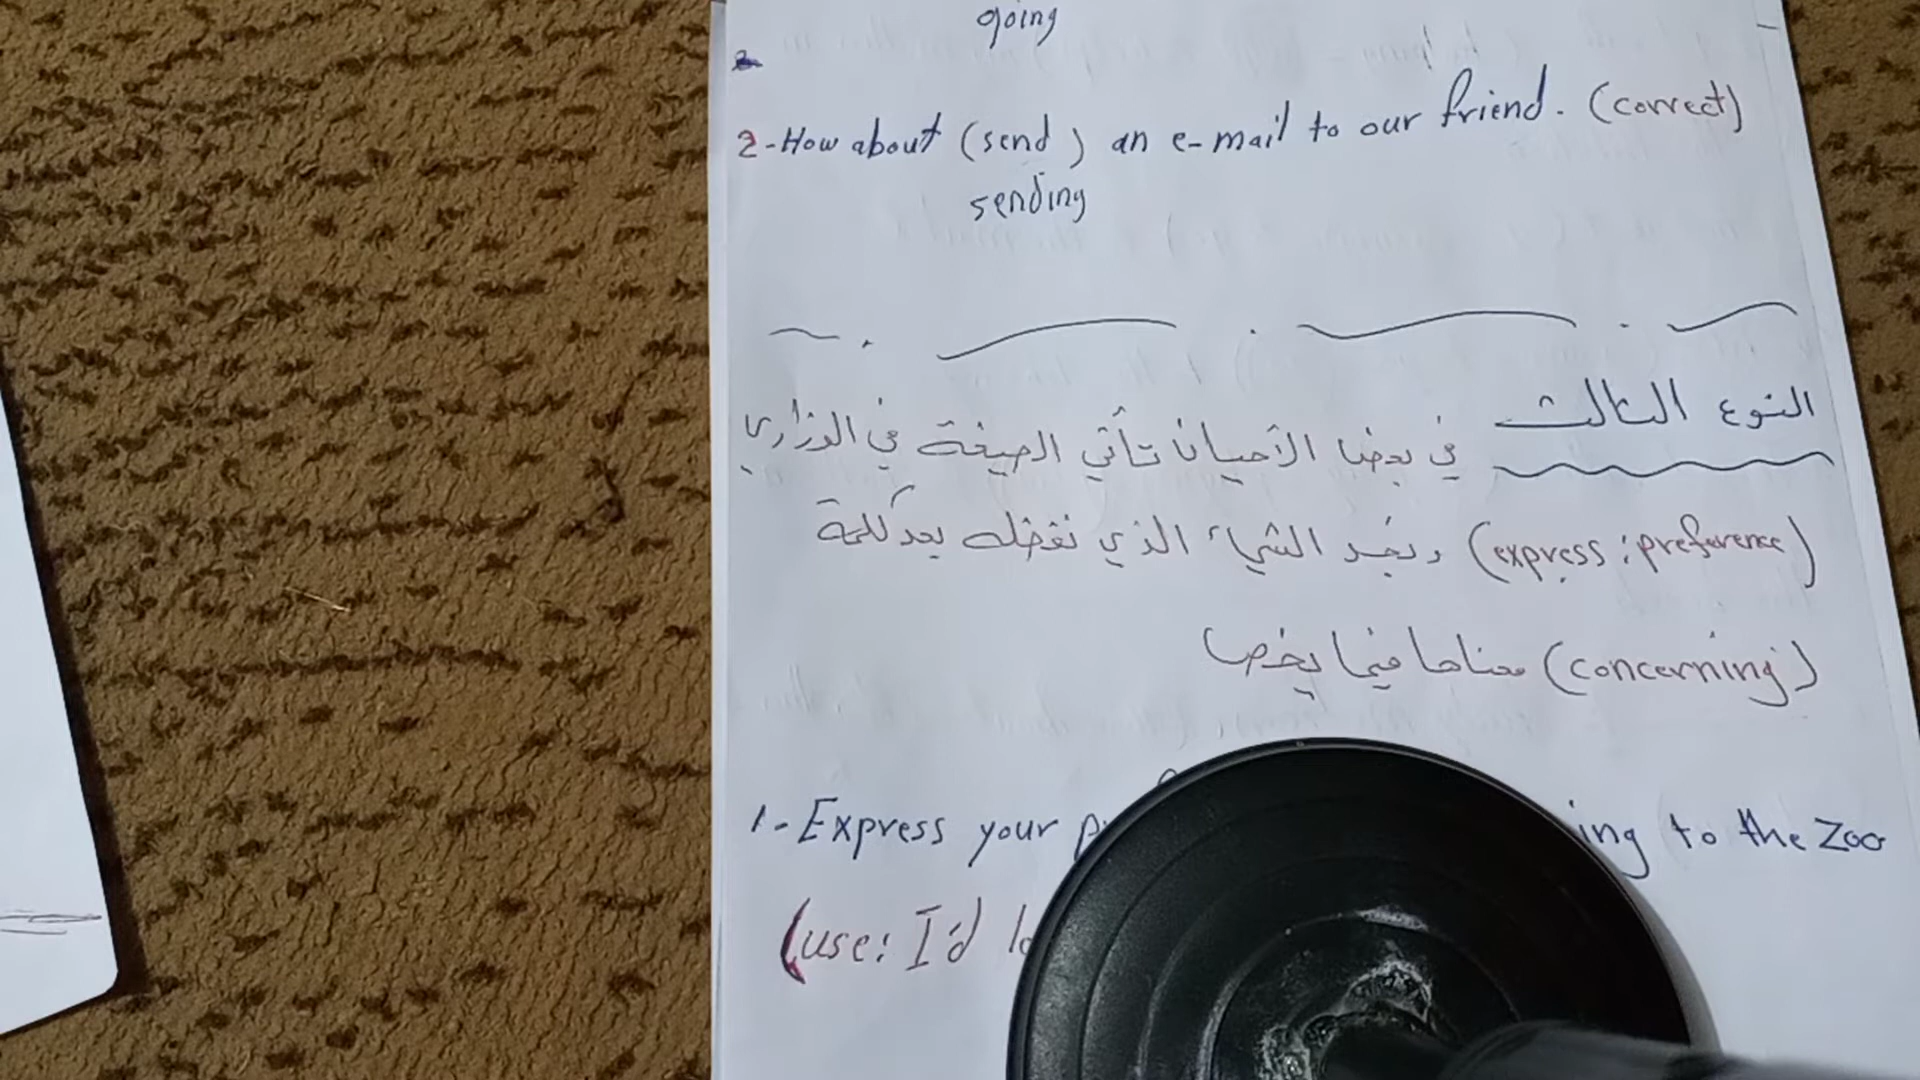 going
2-How about (send) an e-mail to our friend. (correct)
sending
النوع الثالث في بعض الأحيان تأتي الصيغة في الوزاري
(express : preference) ونجد الشيء الذي نفضله بعد كلمة
(concerning) معناها فيما يخص
1- Express your ing to the Zoo
(use: I'd